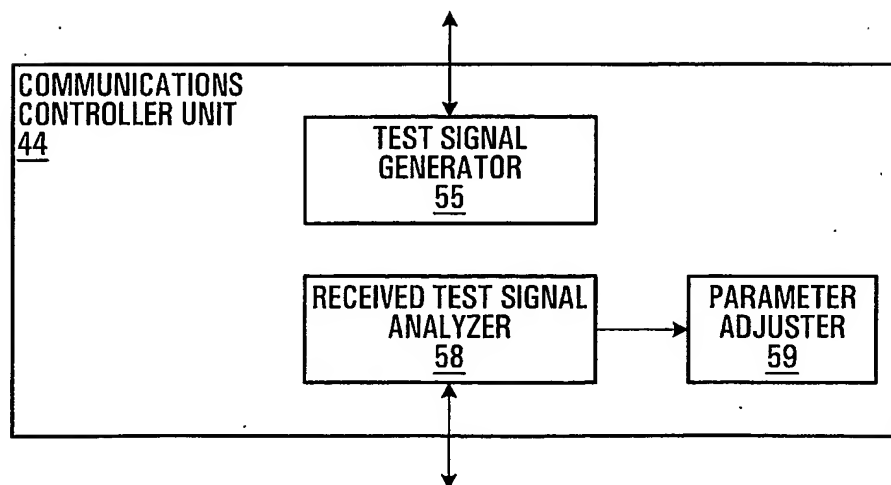 COMMUNICATIONS
CONTROLLER UNIT
44
TEST SIGNAL
GENERATOR
55
RECEIVED TEST SIGNAL
ANALYZER
58
PARAMETER
ADJUSTER
59